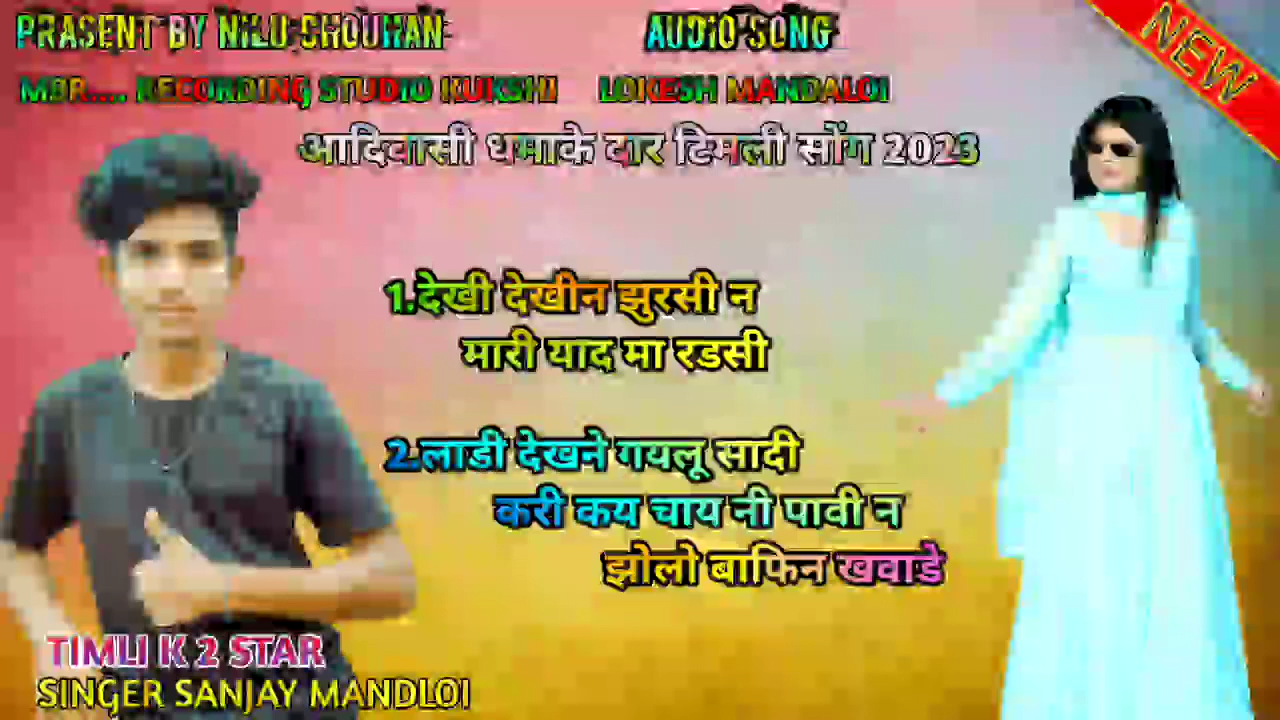 PRASENT BY NILU CHOUHAN
AUDIO SONG
NEW
MBR.... RECORDING STUDIO KUKSHI LOKESH MANDALOI
आदिवासी धमाके दार टिमली सोंग 2023
1.देखी देखीन झुरसी न
मारी याद मा रडसी
2.लाडी देखने गयलू सादी
करी कय चाय नी पावी न
झोलो बाफिन खवाडे
TIMLI K 2 STAR
SINGER SANJAY MANDLOI